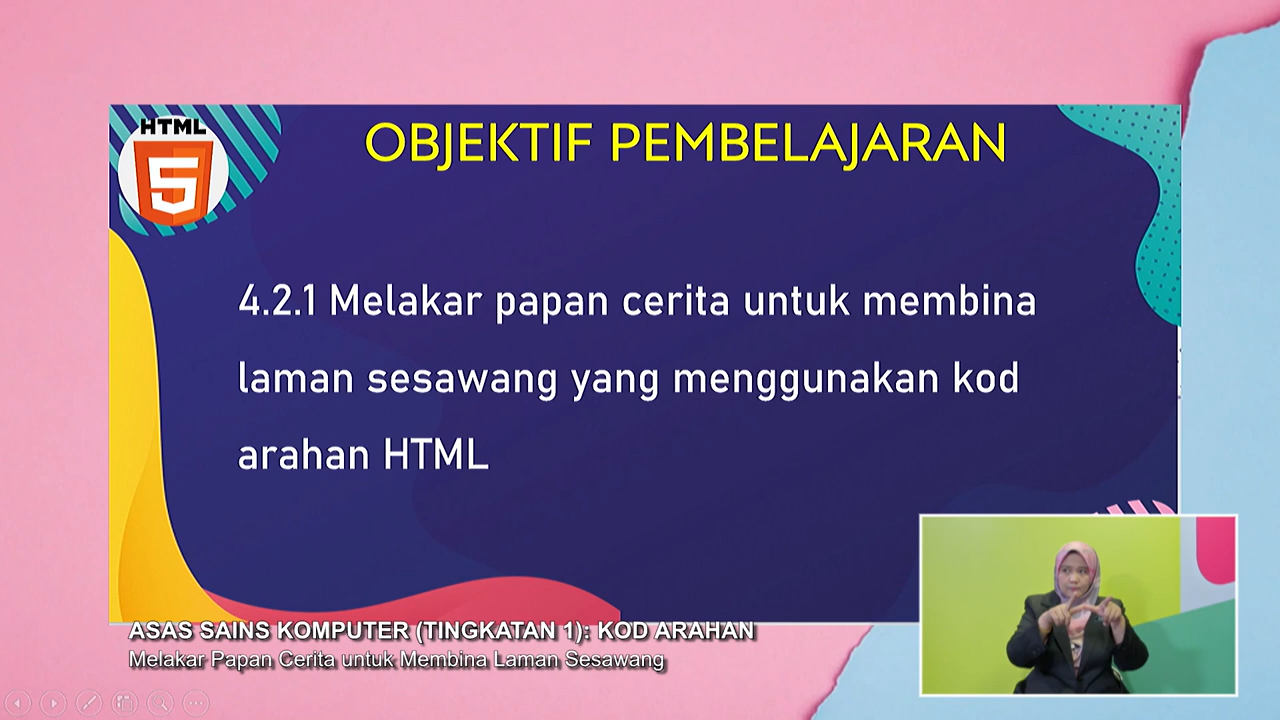 HTML
5
OBJEKTIF PEMBELAJARAN
4.2.1 Melakar papan cerita untuk membina
laman sesawang yang menggunakan kod
arahan HTML
ASAS SAINS KOMPUTER (TINGKATAN 1): KOD ARAHAN
Melakar Papan Cerita untuk Membina Laman Sesawang